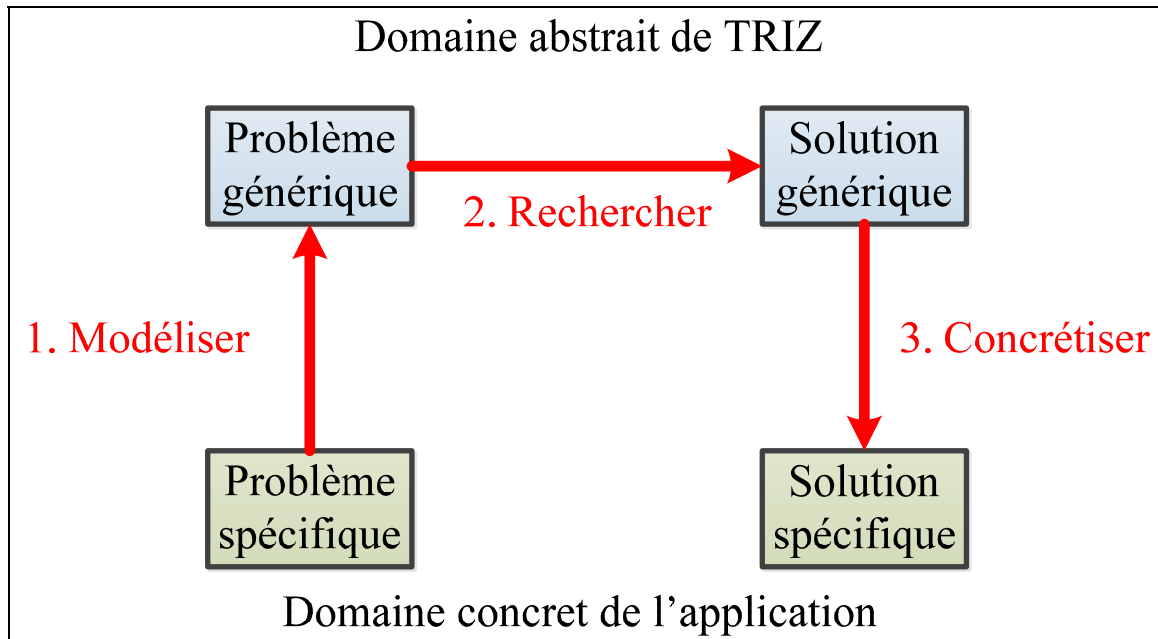 Domaine abstrait de TRIZ
Problème
générique
Solution
générique
2. Rechercher
1. Modéliser
3. Concrétiser
Problème
spécifique
Solution
spécifique
Domaine concret de l’application